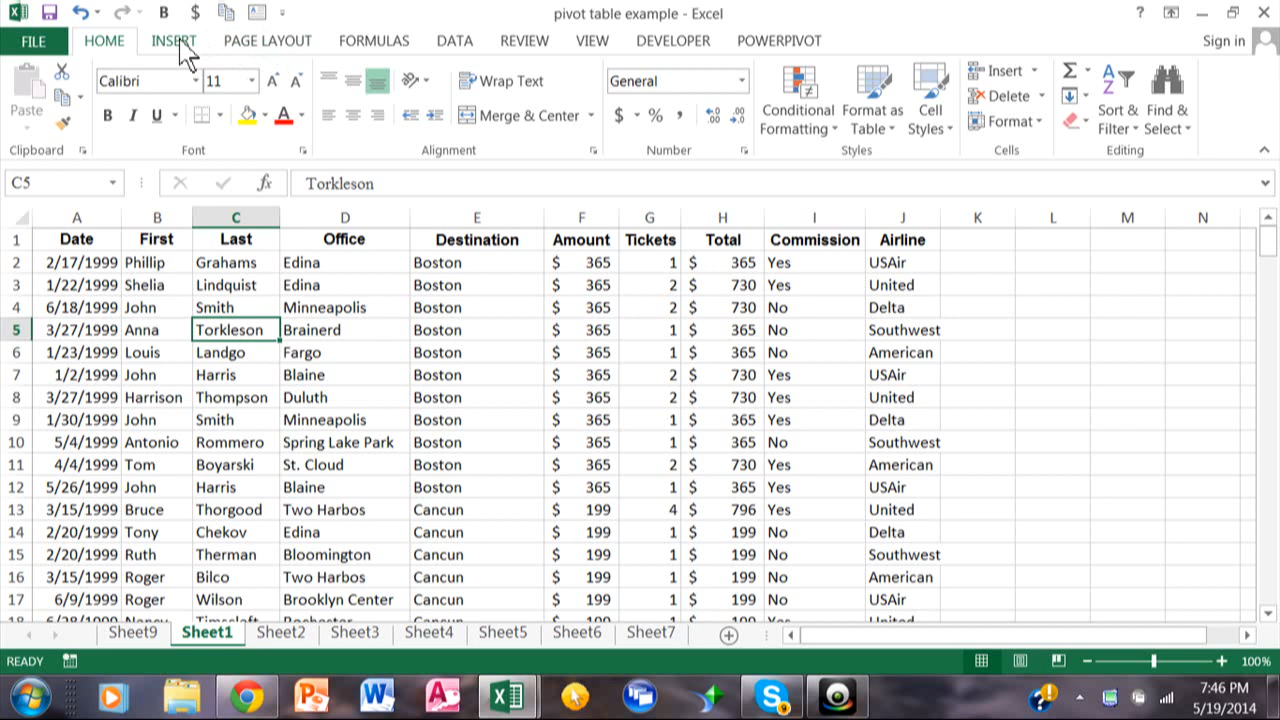 B $ pivot table example - Excel ?
FILE HOME INSERT PAGE LAYOUT FORMULAS DATA REVIEW VIEW DEVELOPER POWERPIVOT Sign in
Paste Calibri 11 A A Wrap Text General Conditional Formatting Format as Table Cell Styles Insert Σ A Z Sort & Filter Find & Select
B I U A Merge & Center $ % , .00 Delete
Format
Clipboard Font Alignment Number Styles Cells Editing
C5 fx Torkleson
A B C D E F G H I J K L M N
1 Date First Last Office Destination Amount Tickets Total Commission Airline
2 2/17/1999 Phillip Grahams Edina Boston $ 365 1 $ 365 Yes USAir
3 1/22/1999 Shelia Lindquist Edina Boston $ 365 2 $ 730 Yes United
4 6/18/1999 John Smith Minneapolis Boston $ 365 2 $ 730 No Delta
5 3/27/1999 Anna Torkleson Brainerd Boston $ 365 1 $ 365 No Southwest
6 1/23/1999 Louis Landgo Fargo Boston $ 365 1 $ 365 No American
7 1/2/1999 John Harris Blaine Boston $ 365 2 $ 730 Yes USAir
8 3/27/1999 Harrison Thompson Duluth Boston $ 365 2 $ 730 Yes United
9 1/30/1999 John Smith Minneapolis Boston $ 365 1 $ 365 Yes Delta
10 5/4/1999 Antonio Rommero Spring Lake Park Boston $ 365 1 $ 365 No Southwest
11 4/4/1999 Tom Boyarski St. Cloud Boston $ 365 2 $ 730 Yes American
12 5/26/1999 John Harris Blaine Boston $ 365 1 $ 365 Yes USAir
13 3/15/1999 Bruce Thorgood Two Harbos Cancun $ 199 4 $ 796 Yes United
14 2/20/1999 Tony Chekov Edina Cancun $ 199 1 $ 199 No Delta
15 2/20/1999 Ruth Therman Bloomington Cancun $ 199 1 $ 199 No Southwest
16 3/15/1999 Roger Bilco Two Harbos Cancun $ 199 1 $ 199 No American
17 6/9/1999 Roger Wilson Brooklyn Center Cancun $ 199 1 $ 199 No USAir
Sheet9 Sheet1 Sheet2 Sheet3 Sheet4 Sheet5 Sheet6 Sheet7
READY 100%
7:46 PM
5/19/2014